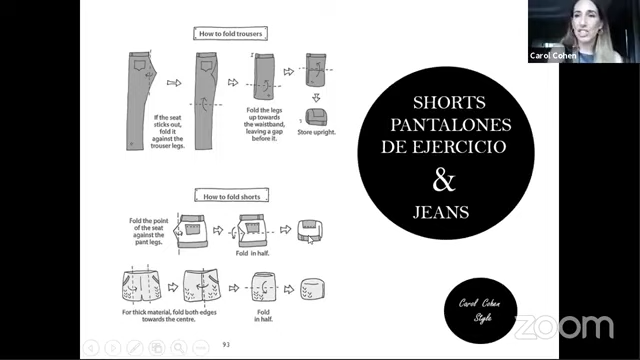 How to fold trousers
If the seat
sticks out,
fold it
against the
trouser legs.
Fold the legs
up towards
the waistband,
leaving a gap
before it.
Store upright.
How to fold shorts
Fold the point
of the seat
against the
pant legs.
Fold in half.
For thick material, fold both edges
towards the centre.
Fold
in half.
93
SHORTS
PANTALONES
DE EJERCICIO
&
JEANS
Carol Cohen
Style
Carol Cohen
zoom